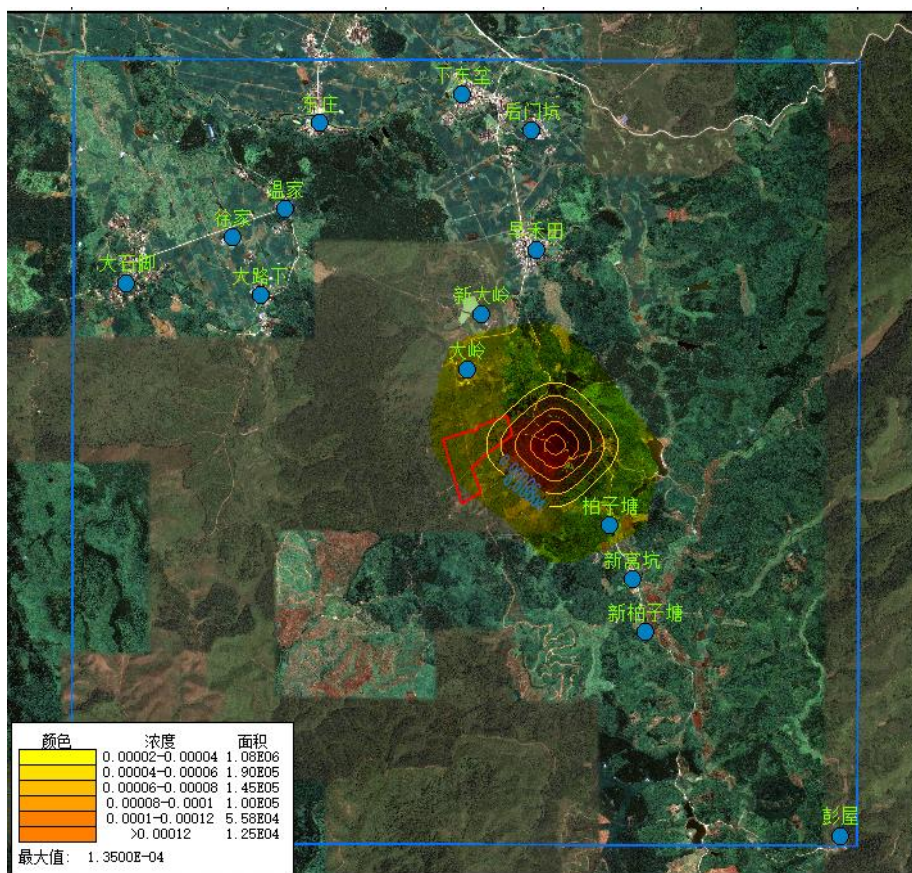 下东坌
东庄
后门坑
温家
徐家
旱禾田
大石脚
大路下
新大岭
大岭
柏子塘
新高坑
新柏子塘
彭屋
颜色 浓度 面积
0.00002-0.00004 1.08E06
0.00004-0.00006 1.90E05
0.00006-0.00008 1.45E05
0.00008-0.0001 1.00E05
0.0001-0.00012 5.58E04
>0.00012 1.25E04
最大值: 1.3500E-04